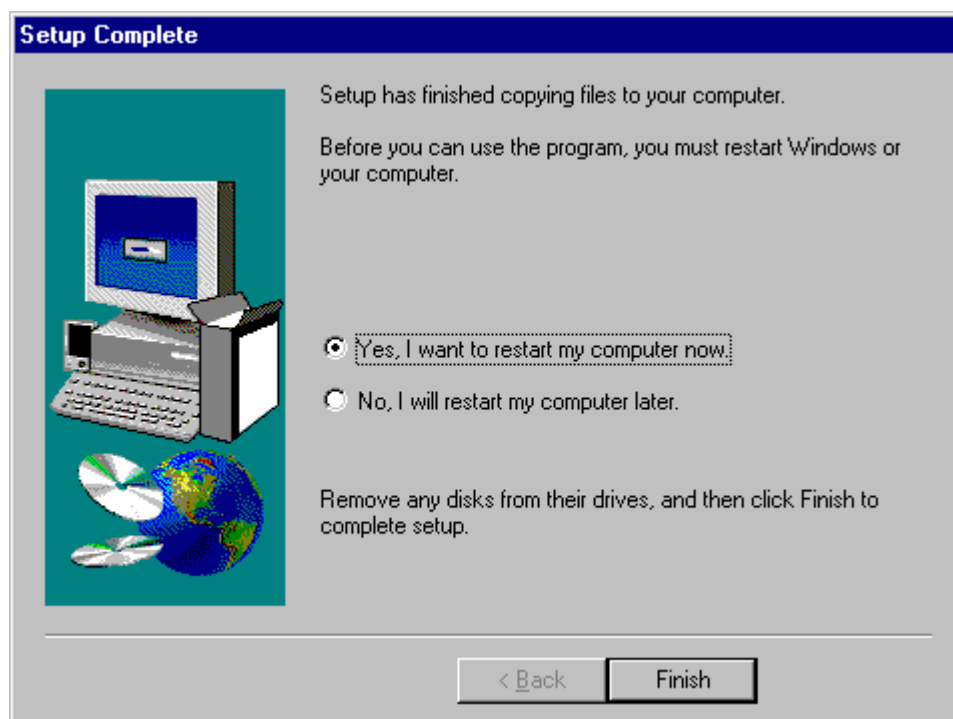 Setup Complete
Setup has finished copying files to your computer.
Before you can use the program, you must restart Windows or
your computer.
Yes, I want to restart my computer now.
No, I will restart my computer later.
Remove any disks from their drives, and then click Finish to
complete setup.
< Back
Finish